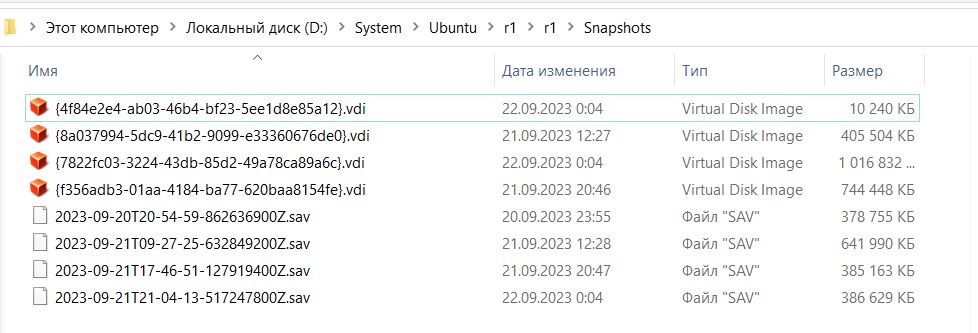 Этот компьютер > Локальный диск (D:) > System > Ubuntu > r1 > r1 > Snapshots
Имя Дата изменения Тип Размер
{4f84e2e4-ab03-46b4-bf23-5ee1d8e85a12}.vdi 22.09.2023 0:04 Virtual Disk Image 10 240 КБ
{8a037994-5dc9-41b2-9099-e33360676de0}.vdi 21.09.2023 12:27 Virtual Disk Image 405 504 КБ
{7822fc03-3224-43db-85d2-49a78ca89a6c}.vdi 22.09.2023 0:04 Virtual Disk Image 1 016 832 ...
{f356adb3-01aa-4184-ba77-620baa8154fe}.vdi 21.09.2023 20:46 Virtual Disk Image 744 448 КБ
2023-09-20T20-54-59-862636900Z.sav 20.09.2023 23:55 Файл "SAV" 378 755 КБ
2023-09-21T09-27-25-632849200Z.sav 21.09.2023 12:28 Файл "SAV" 641 990 КБ
2023-09-21T17-46-51-127919400Z.sav 21.09.2023 20:47 Файл "SAV" 385 163 КБ
2023-09-21T21-04-13-517247800Z.sav 22.09.2023 0:04 Файл "SAV" 386 629 КБ